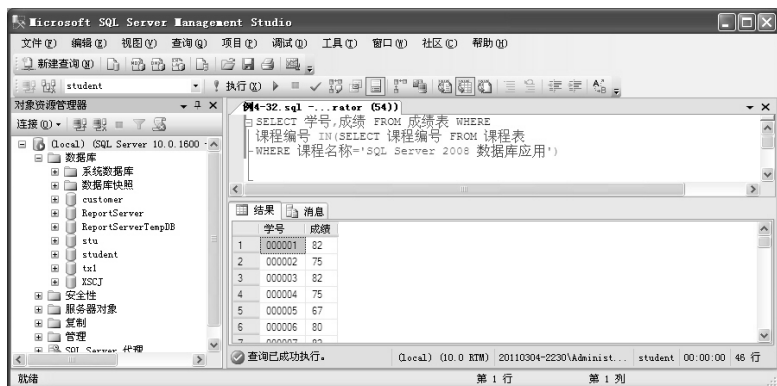 Microsoft SQL Server Management Studio
文件(F) 编辑(E) 视图(V) 查询(Q) 项目(P) 调试(D) 工具(T) 窗口(W) 社区(C) 帮助(H)
新建查询(N)
student 执行(X)
对象资源管理器
连接(O)
(local) (SQL Server 10.0.1600 - A
数据库
系统数据库
数据库快照
customer
ReportServer
ReportServerTempDB
stu
student
txl
XSCJ
安全性
服务器对象
复制
管理
SQL Server 代理
例4-32.sql -...rator (54))
SELECT 学号,成绩 FROM 成绩表 WHERE
课程编号 IN(SELECT 课程编号 FROM 课程表
WHERE 课程名称='SQL Server 2008 数据库应用')
结果 消息
学号 成绩
1 000001 82
2 000002 75
3 000003 82
4 000004 75
5 000005 67
6 000006 80
7 000007 82
查询已成功执行。 (local) (10.0 RTM) 20110304-2230\Administ... student 00:00:00 46 行
就绪 第 1 行 第 1 列